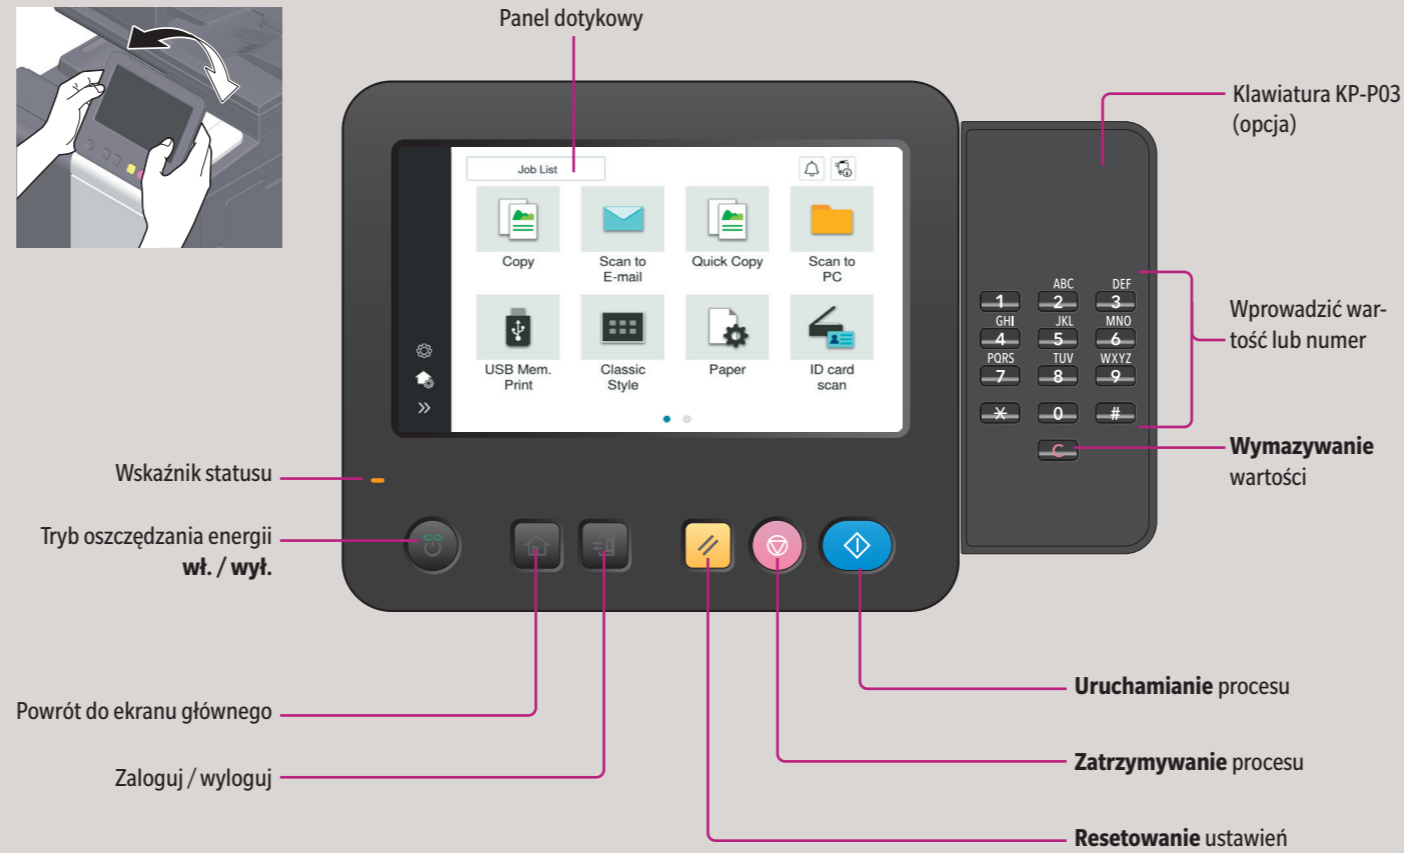 Panel dotykowy
Klawiatura KP-P03
(opcja)
Job List
Copy
Scan to
E-mail
Quick Copy
Scan to
PC
USB Mem.
Print
Classic
Style
Paper
ID card
scan
ABC DEF
1 2 3
GHI JKL MNO
4 5 6
PQRS TUV WXYZ
7 8 9
* 0 #
C
Wprowadzić war-
tość lub numer
Wymazywanie
wartości
Wskaźnik statusu
Tryb oszczędzania energii
wł. / wył.
Powrót do ekranu głównego
Zaloguj / wyloguj
Uruchamianie procesu
Zatrzymywanie procesu
Resetowanie ustawień